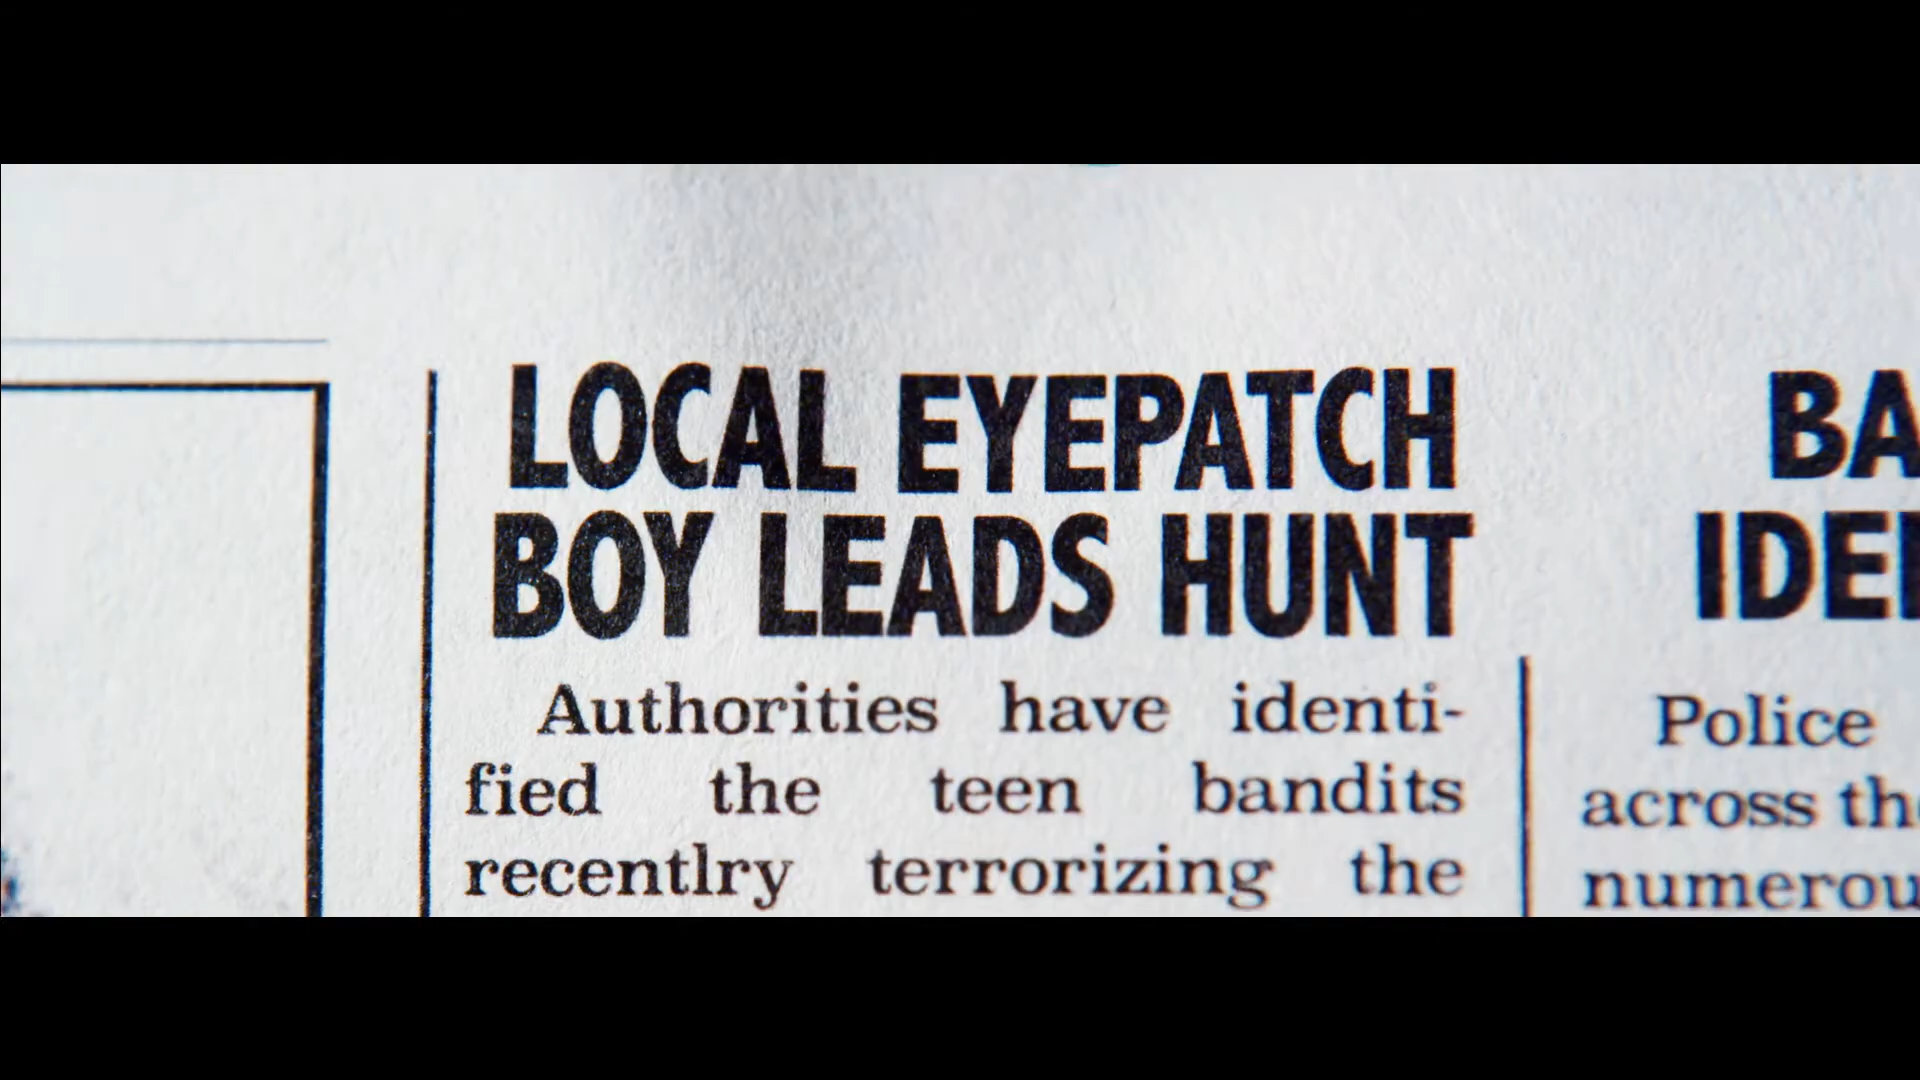 LOCAL EYEPATCH
BOY LEADS HUNT
Authorities have identi-
fied the teen bandits
recentlry terrorizing the
BA
IDE
Police
across th
numerou